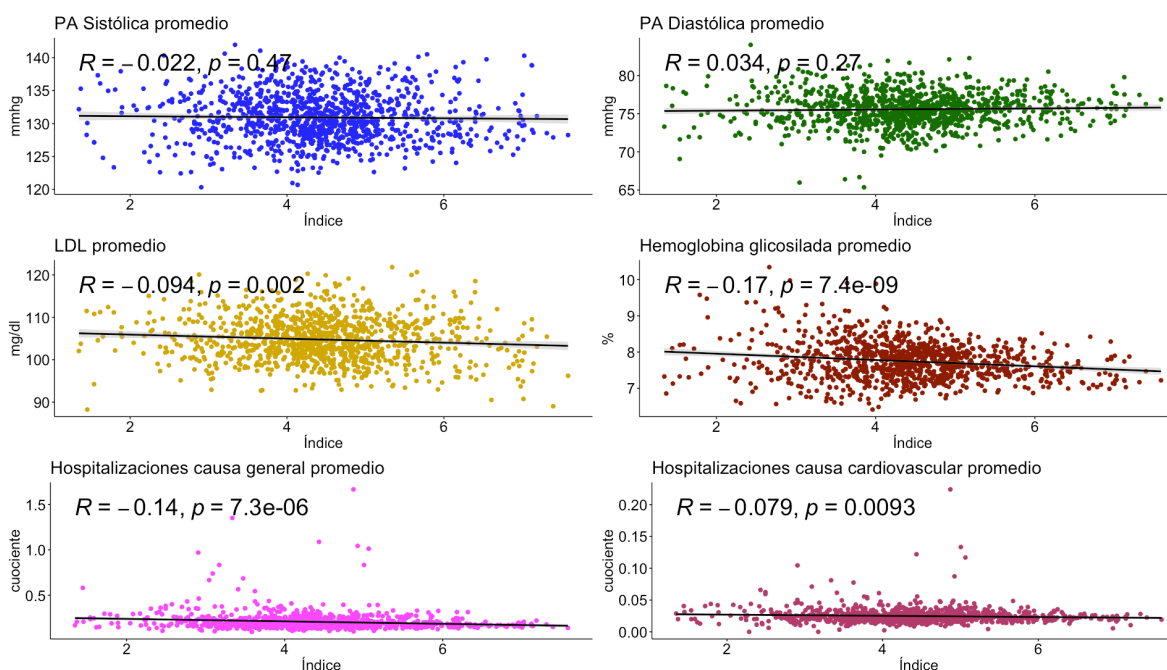 PA Sistólica promedio
R = −0.022, p = 0.47
mmhg
140
135
130
125
120
2 4 6
Índice
PA Diastólica promedio
R = 0.034, p = 0.27
mmhg
80
75
70
65
2 4 6
Índice
LDL promedio
R = −0.094, p = 0.002
mg/dl
120
110
100
90
2 4 6
Índice
Hemoglobina glicosilada promedio
R = −0.17, p = 7.4e-09
%
10
9
8
7
2 4 6
Índice
Hospitalizaciones causa general promedio
R = −0.14, p = 7.3e-06
cuociente
1.5
1.0
0.5
2 4 6
Índice
Hospitalizaciones causa cardiovascular promedio
R = −0.079, p = 0.0093
cuociente
0.20
0.15
0.10
0.05
0.00
2 4 6
Índice